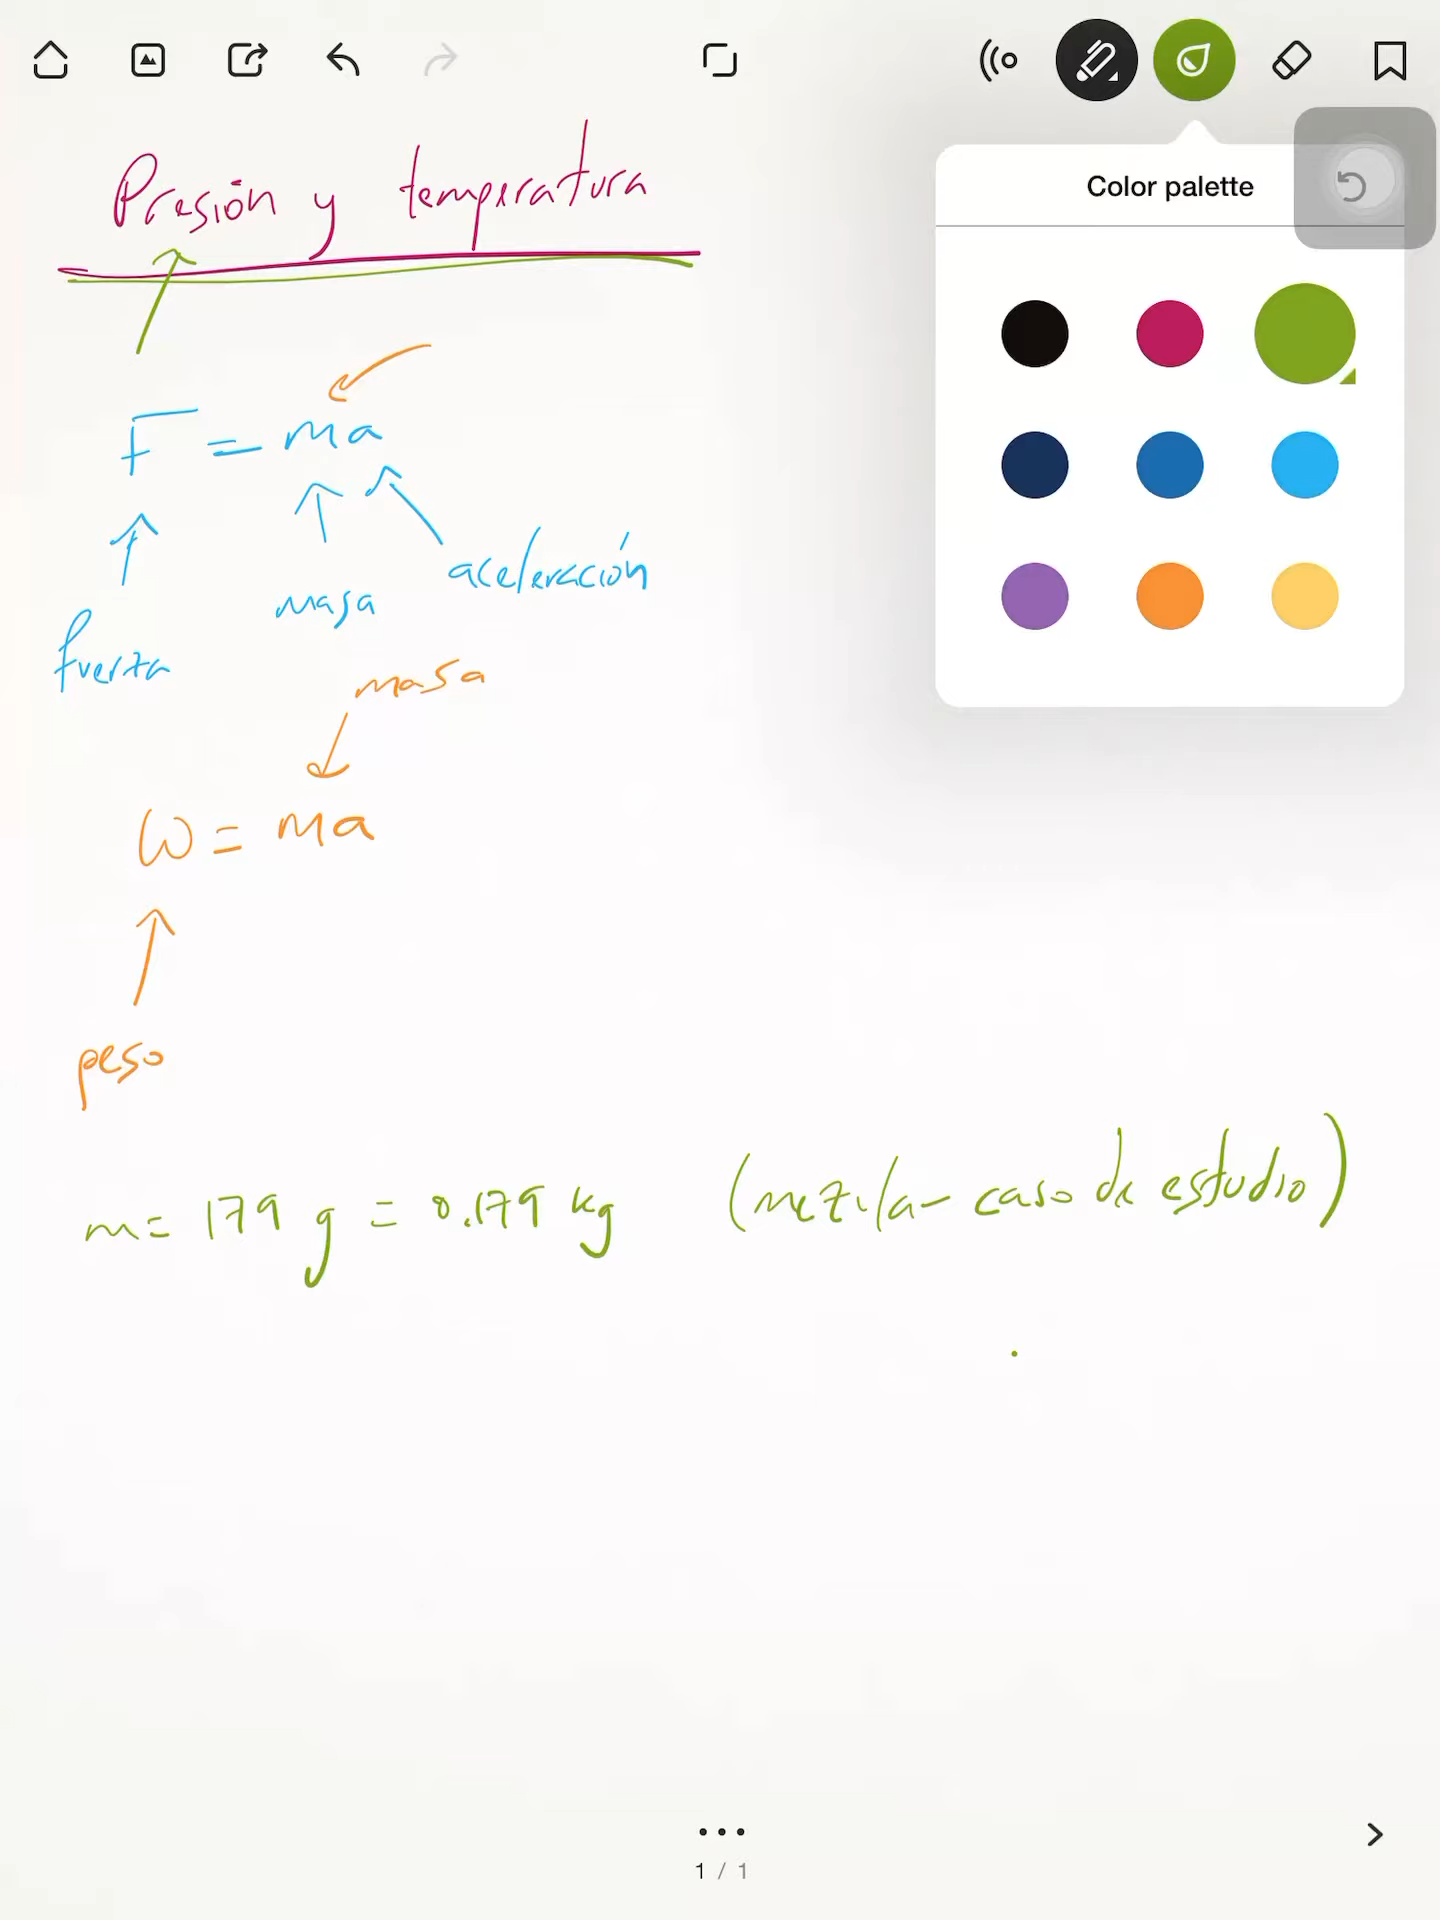 Color palette
Presión y temperatura
F = ma
fuerza
masa
aceleración
masa
W = ma
peso
m = 179 g = 0.179 kg (mezcla - caso de estudio)
1 / 1